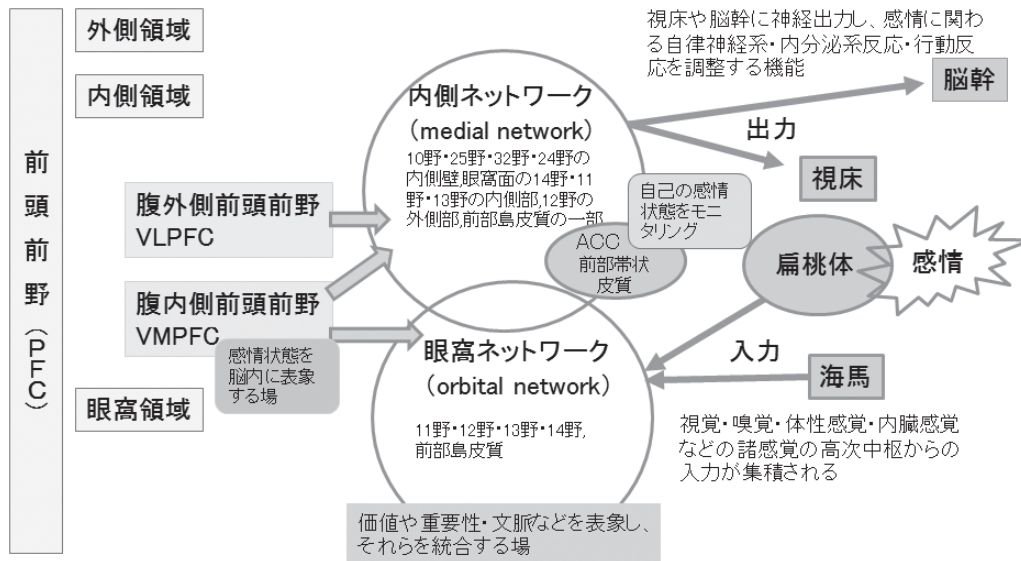 前頭前野(PFC)
外側領域
内側領域
腹外側前頭前野
VLPFC
腹内側前頭前野
VMPFC
感情状態を
脳内に表象
する場
眼窩領域
内側ネットワーク
(medial network)
10野・25野・32野・24野の
内側壁,眼窩面の14野・11
野・13野の内側部,12野の
外側部,前部島皮質の一部
自己の感情
状態をモニ
タリング
ACC
前部帯状
皮質
眼窩ネットワーク
(orbital network)
11野・12野・13野・14野,
前部島皮質
価値や重要性・文脈などを表象し、
それらを統合する場
視床や脳幹に神経出力し、感情に関わ
る自律神経系・内分泌系反応・行動反
応を調整する機能
脳幹
出力
視床
扁桃体
感情
入力
海馬
視覚・嗅覚・体性感覚・内臓感覚
などの諸感覚の高次中枢からの
入力が集積される